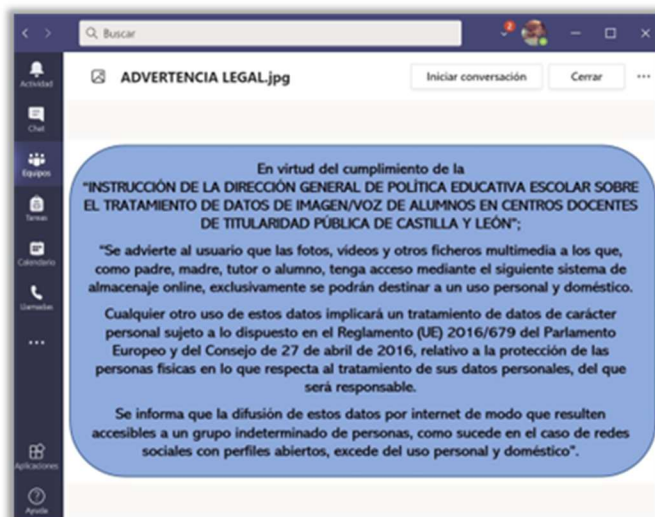 Buscar
2
Actividad
ADVERTENCIA LEGAL.jpg
Iniciar conversación
Cerrar
Chat
Equipos
Tareas
Calendario
Llamadas
En virtud del cumplimiento de la
“INSTRUCCIÓN DE LA DIRECCIÓN GENERAL DE POLÍTICA EDUCATIVA ESCOLAR SOBRE
EL TRATAMIENTO DE DATOS DE IMAGEN/VOZ DE ALUMNOS EN CENTROS DOCENTES
DE TITULARIDAD PÚBLICA DE CASTILLA Y LEÓN”;
“Se advierte al usuario que las fotos, vídeos y otros ficheros multimedia a los que,
como padre, madre, tutor o alumno, tenga acceso mediante el siguiente sistema de
almacenaje online, exclusivamente se podrán destinar a un uso personal y doméstico.
Cualquier otro uso de estos datos implicará un tratamiento de datos de carácter
personal sujeto a lo dispuesto en el Reglamento (UE) 2016/679 del Parlamento
Europeo y del Consejo de 27 de abril de 2016, relativo a la protección de las
personas físicas en lo que respecta al tratamiento de sus datos personales, del que
será responsable.
Se informa que la difusión de estos datos por internet de modo que resulten
accesibles a un grupo indeterminado de personas, como sucede en el caso de redes
sociales con perfiles abiertos, excede del uso personal y doméstico”.
Aplicaciones
Ayuda